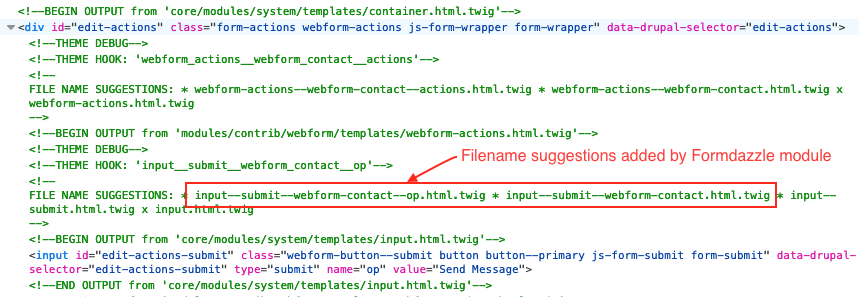 <!--BEGIN OUTPUT from 'core/modules/system/templates/container.html.twig'-->
<div id="edit-actions" class="form-actions webform-actions js-form-wrapper form-wrapper" data-drupal-selector="edit-actions">
<!--THEME DEBUG-->
<!--THEME HOOK: 'webform_actions__webform_contact__actions'-->
<!--
FILE NAME SUGGESTIONS: * webform-actions--webform-contact--actions.html.twig * webform-actions--webform-contact.html.twig x
webform-actions.html.twig
-->
<!--BEGIN OUTPUT from 'modules/contrib/webform/templates/webform-actions.html.twig'-->
<!--THEME DEBUG-->
<!--THEME HOOK: 'input__submit__webform_contact__op'-->
Filename suggestions added by Formdazzle module
<!--
FILE NAME SUGGESTIONS: * input--submit--webform-contact--op.html.twig * input--submit--webform-contact.html.twig * input--
submit.html.twig x input.html.twig
-->
<!--BEGIN OUTPUT from 'core/modules/system/templates/input.html.twig'-->
<input id="edit-actions-submit" class="webform-button--submit button button--primary js-form-submit form-submit" data-drupal-
selector="edit-actions-submit" type="submit" name="op" value="Send Message">
<!--END OUTPUT from 'core/modules/system/templates/input.html.twig'-->